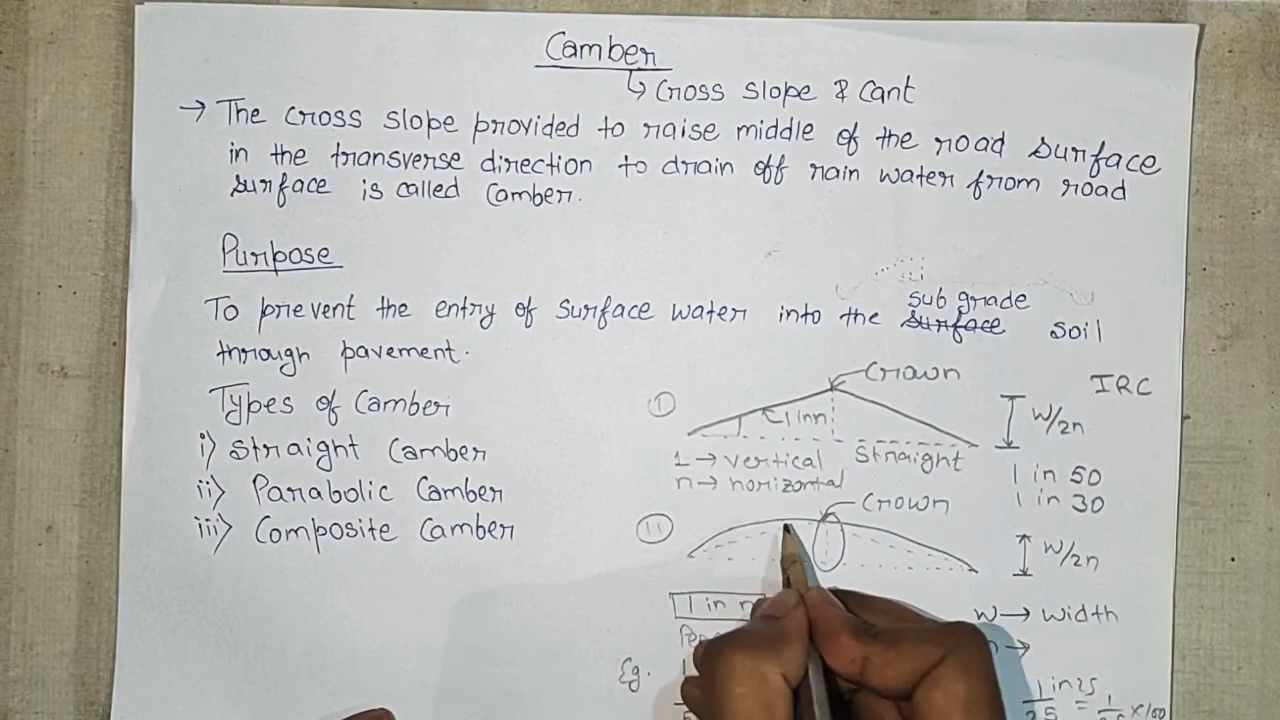 Camber
↳ Cross slope & Cant
→ The cross slope provided to raise middle of the road surface
in the transverse direction to drain off rain water from road
surface is called Camber.
Purpose
To prevent the entry of surface water into the sub grade surface soil
through pavement.
Types of Camber
i) Straight Camber
ii) Parabolic Camber
iii) Composite Camber
I
Crown
1 in n
1 → vertical
n → horizontal
Straight
W/2n
IRC
1 in 50
1 in 30
II
Crown
W/2n
1 in n
W → width
Eg.
1 in 25